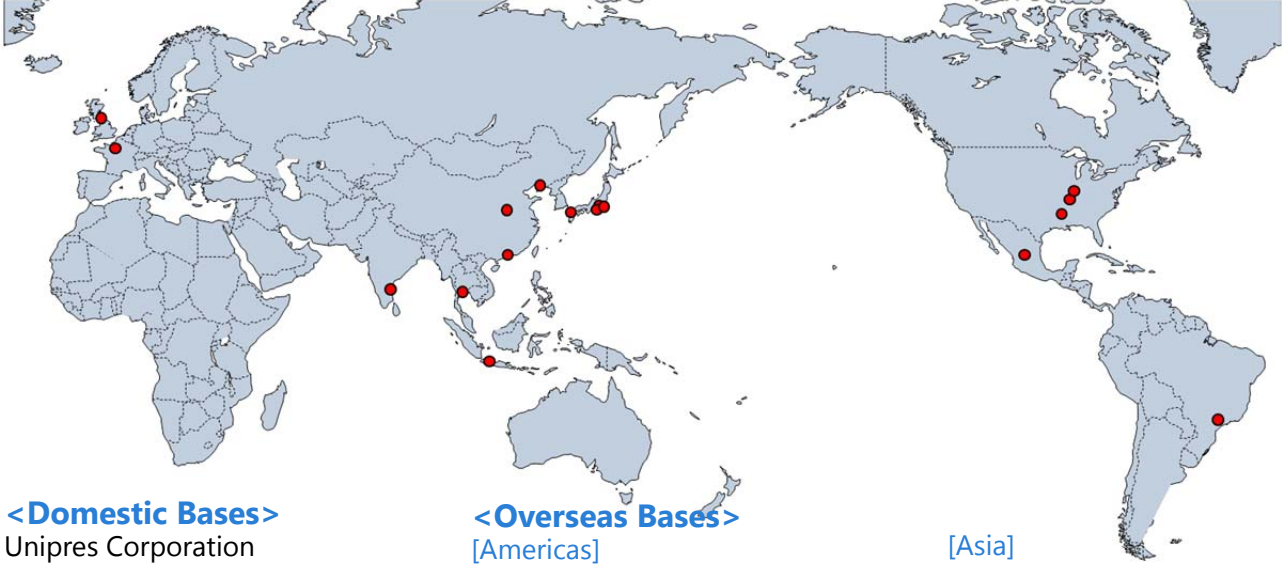 <Domestic Bases>
Unipres Corporation
<Overseas Bases>
[Americas]
[Asia]